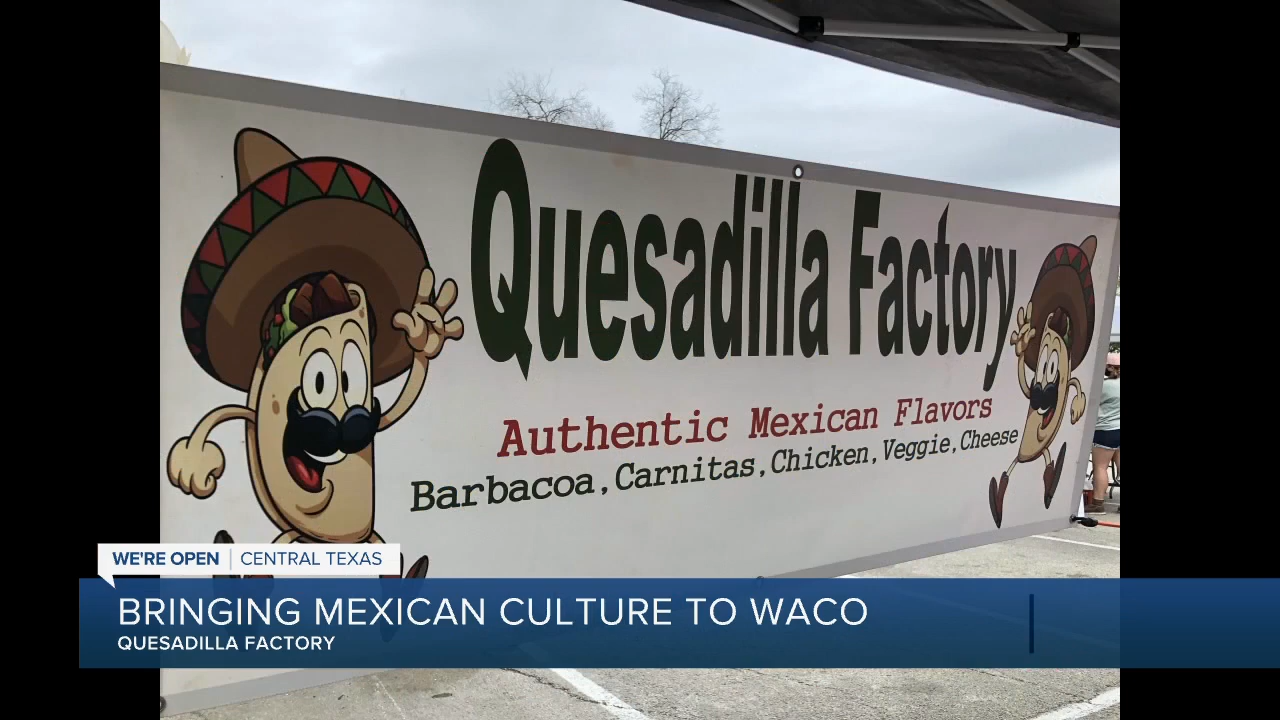 Quesadilla Factory
Authentic Mexican Flavors
Barbacoa,Carnitas,Chicken,Veggie,Cheese
WE'RE OPEN | CENTRAL TEXAS
BRINGING MEXICAN CULTURE TO WACO
QUESADILLA FACTORY